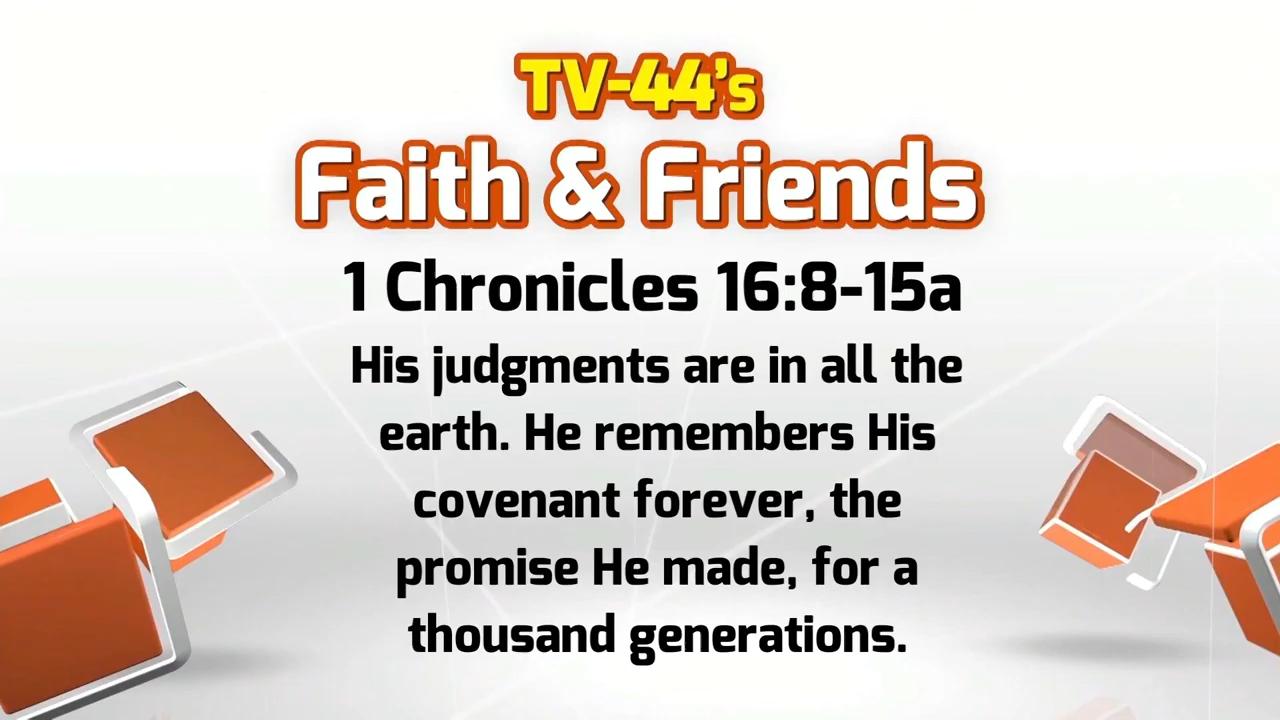 TV-44's
Faith & Friends
1 Chronicles 16:8-15a
His judgments are in all the
earth. He remembers His
covenant forever, the
promise He made, for a
thousand generations.